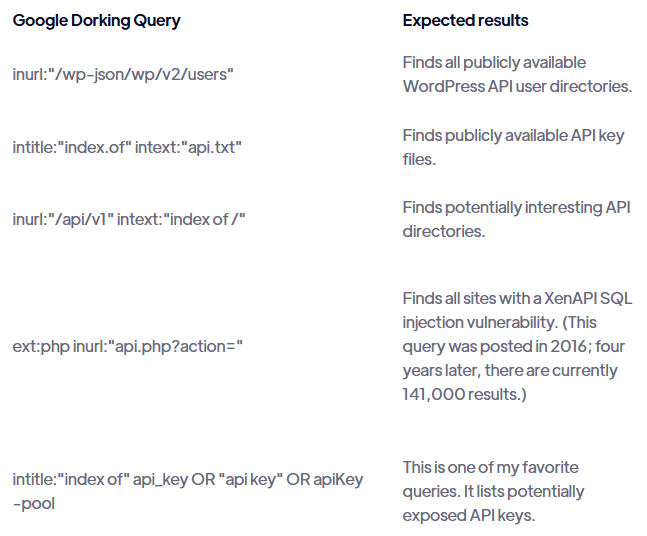 Google Dorking Query
Expected results
inurl:"/wp-json/wp/v2/users"
Finds all publicly available
WordPress API user directories.
intitle:"index.of" intext:"api.txt"
Finds publicly available API key
files.
inurl:"/api/v1" intext:"index of /"
Finds potentially interesting API
directories.
ext:php inurl:"api.php?action="
Finds all sites with a XenAPI SQL
injection vulnerability. (This
query was posted in 2016; four
years later, there are currently
141,000 results.)
intitle:"index of" api_key OR "api key" OR apiKey
-pool
This is one of my favorite
queries. It lists potentially
exposed API keys.